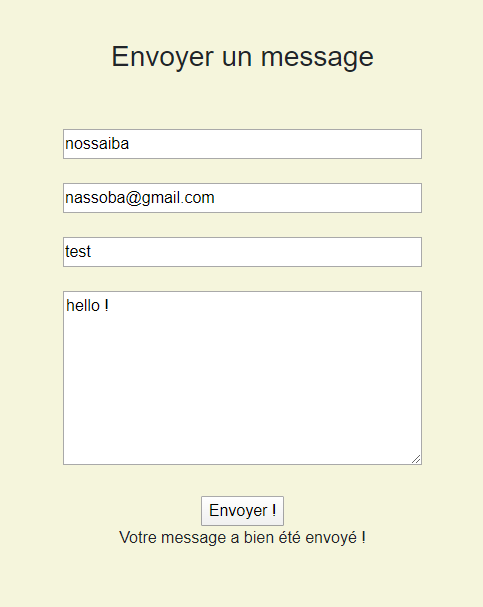 Envoyer un message
nossaiba
nassoba@gmail.com
test
hello !
Envoyer !
Votre message a bien été envoyé !